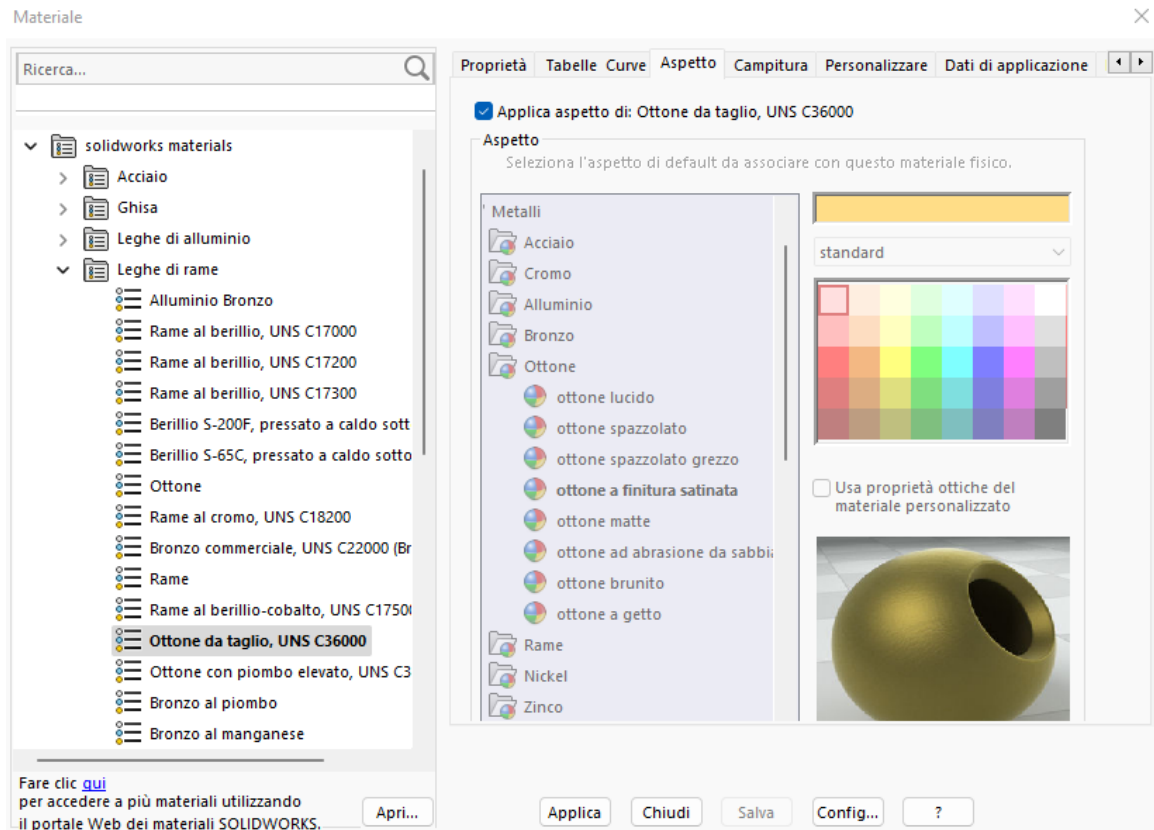 Materiale
Ricerca...
solidworks materials
Acciaio
Ghisa
Leghe di alluminio
Leghe di rame
Alluminio Bronzo
Rame al berillio, UNS C17000
Rame al berillio, UNS C17200
Rame al berillio, UNS C17300
Berillio S-200F, pressato a caldo sott
Berillio S-65C, pressato a caldo sotto
Ottone
Rame al cromo, UNS C18200
Bronzo commerciale, UNS C22000 (Br
Rame
Rame al berillio-cobalto, UNS C1750
Ottone da taglio, UNS C36000
Ottone con piombo elevato, UNS C3
Bronzo al piombo
Bronzo al manganese
Fare clic qui
per accedere a più materiali utilizzando
il portale Web dei materiali SOLIDWORKS.
Apri...
Proprietà Tabelle Curve Aspetto Campitura Personalizzare Dati di applicazione
Applica aspetto di: Ottone da taglio, UNS C36000
Aspetto
Seleziona l'aspetto di default da associare con questo materiale fisico.
Metalli
Acciaio
Cromo
Alluminio
Bronzo
Ottone
ottone lucido
ottone spazzolato
ottone spazzolato grezzo
ottone a finitura satinata
ottone matte
ottone ad abrasione da sabbi
ottone brunito
ottone a getto
Rame
Nickel
Zinco
standard
Usa proprietà ottiche del
materiale personalizzato
Applica Chiudi Salva Config... ?